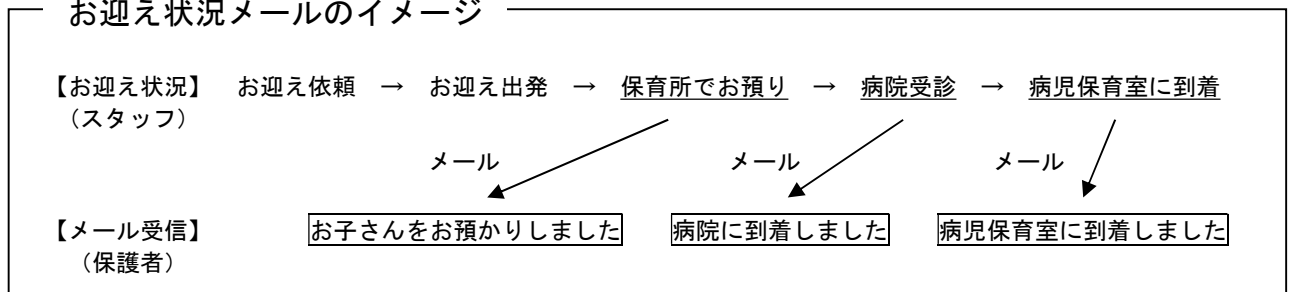 お迎え状況メールのイメージ
【お迎え状況】 お迎え依頼 → お迎え出発 → 保育所でお預り → 病院受診 → 病児保育室に到着
（スタッフ）
メール メール メール
【メール受信】 お子さんをお預かりしました 病院に到着しました 病児保育室に到着しました
（保護者）